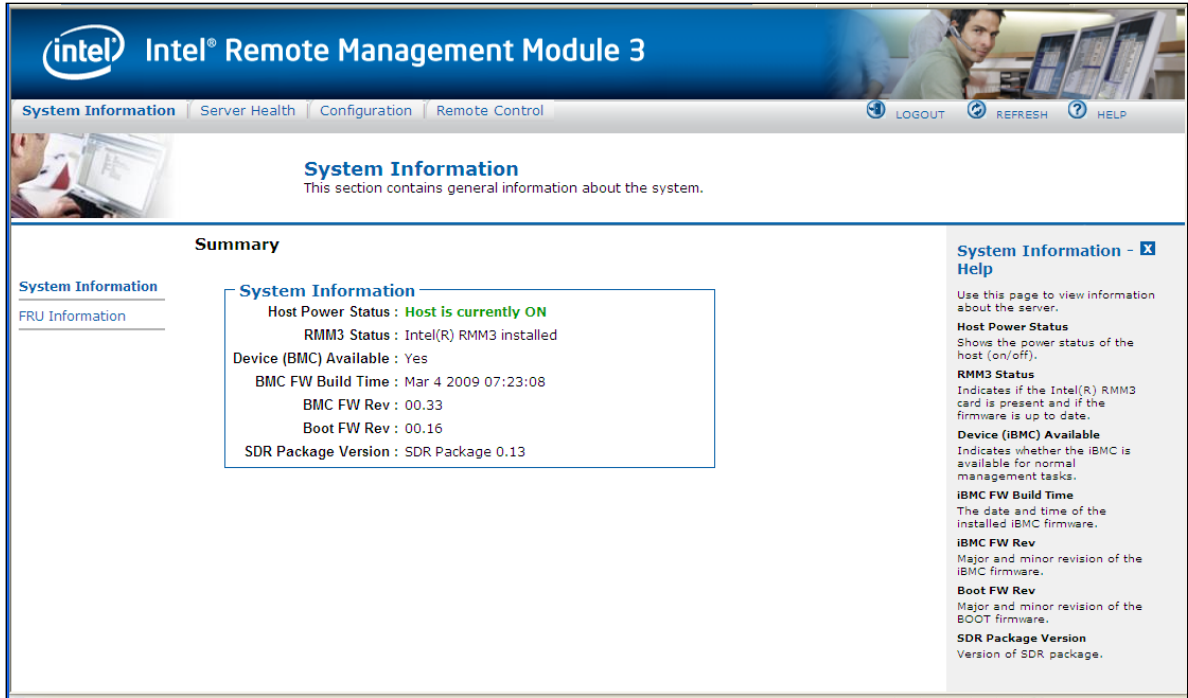 intel Intel® Remote Management Module 3
System Information Server Health Configuration Remote Control LOGOUT REFRESH ? HELP
System Information
This section contains general information about the system.
System Information
FRU Information
Summary
System Information
Host Power Status : Host is currently ON
RMM3 Status : Intel(R) RMM3 installed
Device (BMC) Available : Yes
BMC FW Build Time : Mar 4 2009 07:23:08
BMC FW Rev : 00.33
Boot FW Rev : 00.16
SDR Package Version : SDR Package 0.13
System Information - X
Help
Use this page to view information
about the server.
Host Power Status
Shows the power status of the
host (on/off).
RMM3 Status
Indicates if the Intel(R) RMM3
card is present and if the
firmware is up to date.
Device (iBMC) Available
Indicates whether the iBMC is
available for normal
management tasks.
iBMC FW Build Time
The date and time of the
installed iBMC firmware.
iBMC FW Rev
Major and minor revision of the
iBMC firmware.
Boot FW Rev
Major and minor revision of the
BOOT firmware.
SDR Package Version
Version of SDR package.